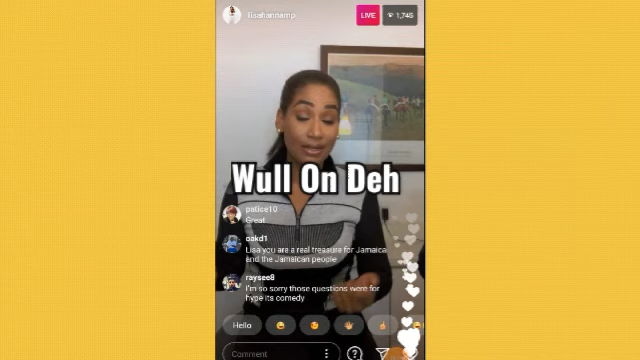 lisahannamp
LIVE
1,745
Wull On Deh
patice10
Great
oakd1
Lisa you are a real treasure for Jamaica
and the Jamaican people
raysee8
I'm so sorry those questions were for
hype its comedy
Hello
Comment